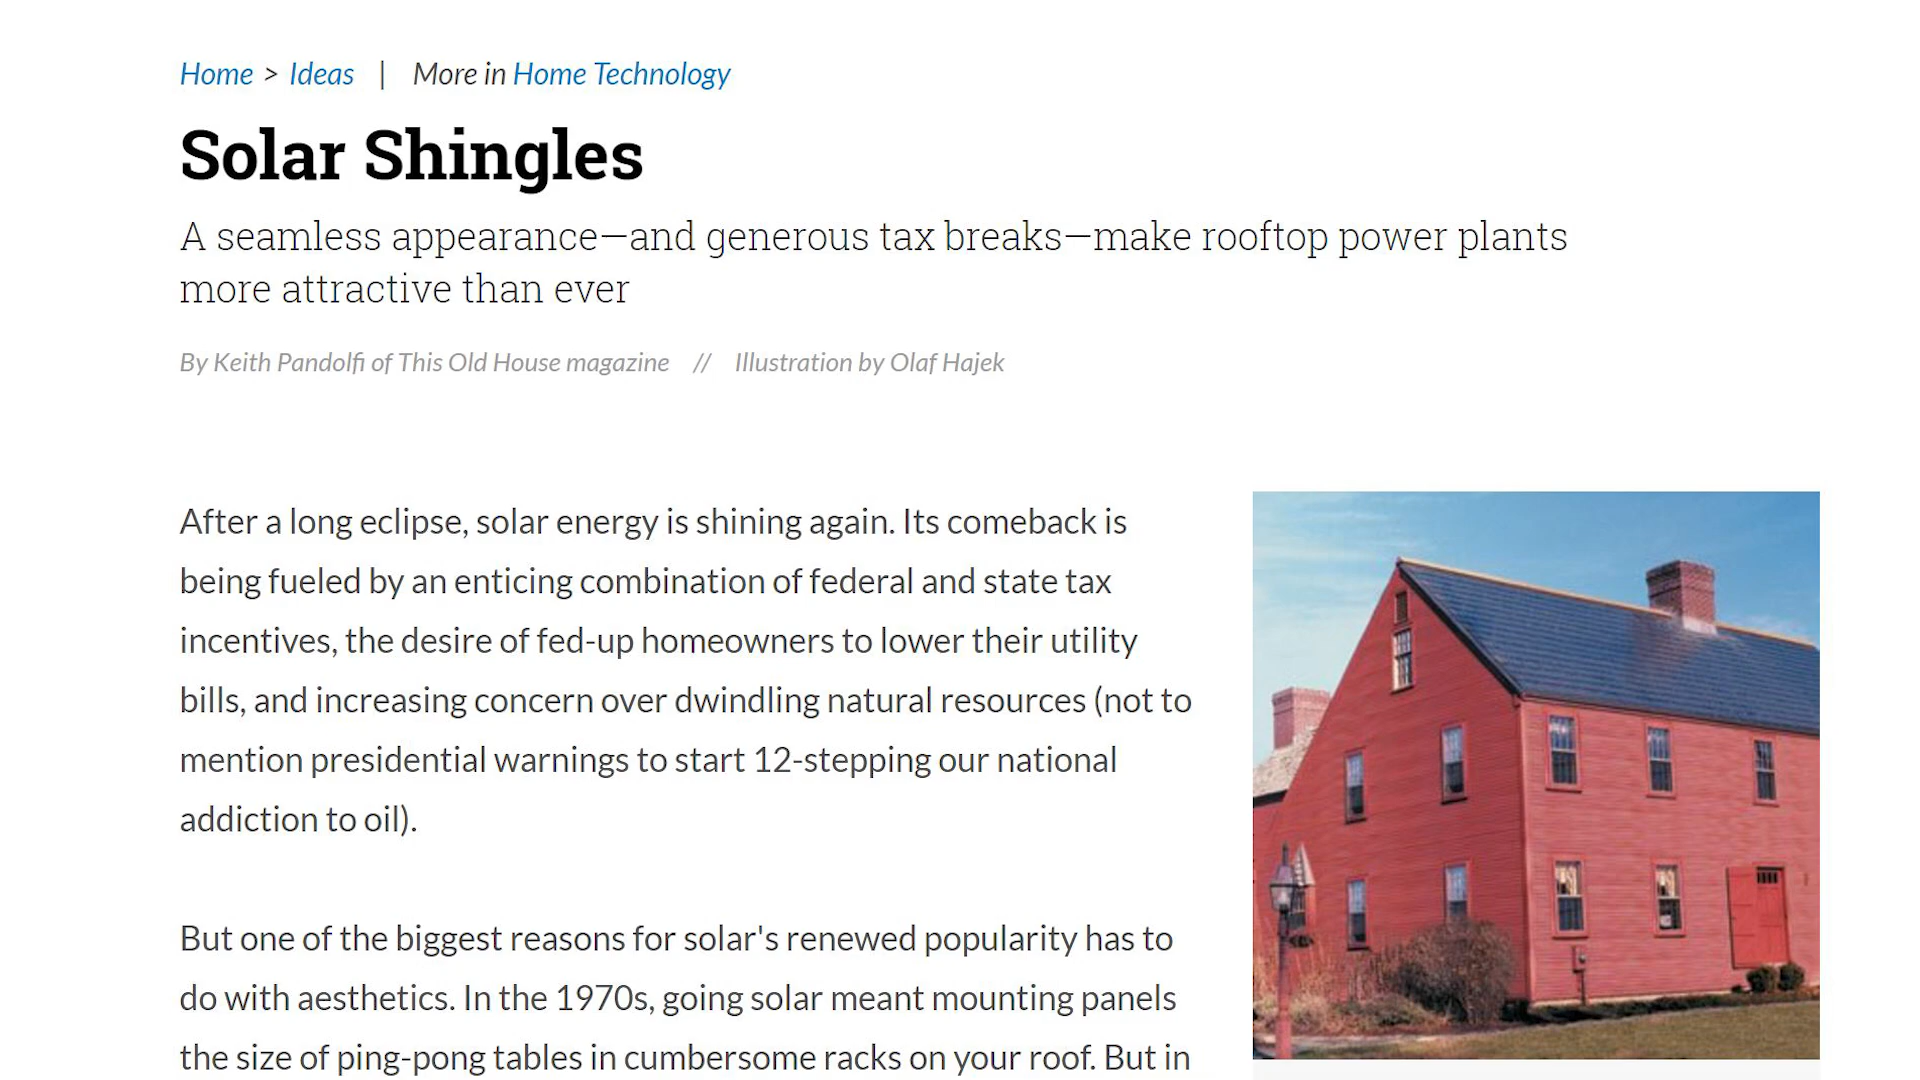 Home > Ideas | More in Home Technology
Solar Shingles
A seamless appearance—and generous tax breaks—make rooftop power plants
more attractive than ever
By Keith Pandolfi of This Old House magazine // Illustration by Olaf Hajek
After a long eclipse, solar energy is shining again. Its comeback is
being fueled by an enticing combination of federal and state tax
incentives, the desire of fed-up homeowners to lower their utility
bills, and increasing concern over dwindling natural resources (not to
mention presidential warnings to start 12-stepping our national
addiction to oil).
But one of the biggest reasons for solar's renewed popularity has to
do with aesthetics. In the 1970s, going solar meant mounting panels
the size of ping-pong tables in cumbersome racks on your roof. But in